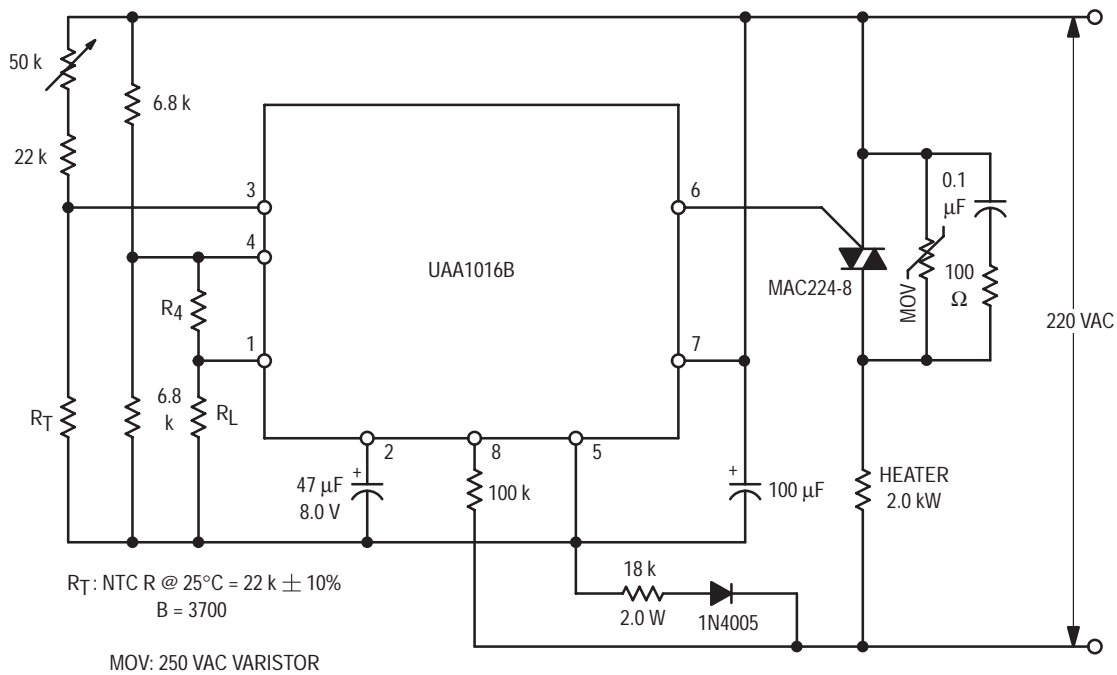 50 k
6.8 k
22 k
3
4
1
R4
6.8
k
RL
RT
UAA1016B
6
7
MAC224-8
0.1
μF
MOV
100
Ω
220 VAC
2
8
5
+
47 μF
8.0 V
100 k
+
100 μF
HEATER
2.0 kW
18 k
2.0 W
1N4005
RT: NTC R @ 25°C = 22 k ± 10%
B = 3700
MOV: 250 VAC VARISTOR